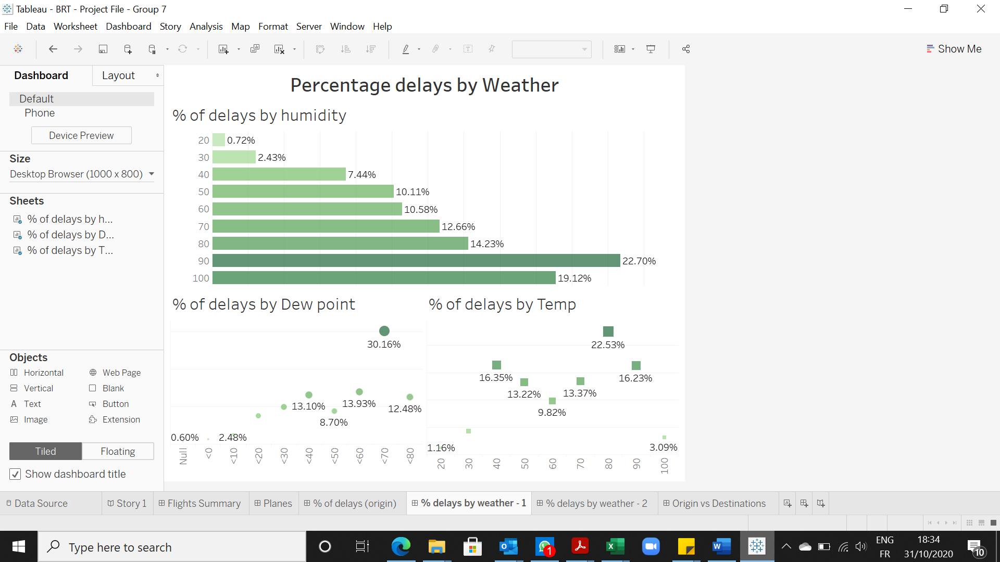 Tableau - BRT - Project File - Group 7
File Data Worksheet Dashboard Story Analysis Map Format Server Window Help
Show Me
Dashboard Layout
Default
Phone
Device Preview
Size
Desktop Browser (1000 x 800)
Sheets
% of delays by h...
% of delays by D...
% of delays by T...
Objects
Horizontal Web Page
Vertical Blank
A Text Button
Image Extension
Tiled Floating
Show dashboard title
Percentage delays by Weather
% of delays by humidity
20 0.72%
30 2.43%
40 7.44%
50 10.11%
60 10.58%
70 12.66%
80 14.23%
90 22.70%
100 19.12%
% of delays by Dew point
30.16%
13.10% 13.93% 12.48%
8.70%
0.60% 2.48%
Null <0 <10 <20 <30 <40 <50 <60 <70 <80
% of delays by Temp
22.53%
16.35% 16.23%
13.22% 13.37%
9.82%
1.16% 3.09%
20 30 40 50 60 70 80 90 100
Data Source Story 1 Flights Summary Planes % of delays (origin) % delays by weather - 1 % delays by weather - 2 Origin vs Destinations
Type here to search
1
ENG
FR
18:34
31/10/2020
10